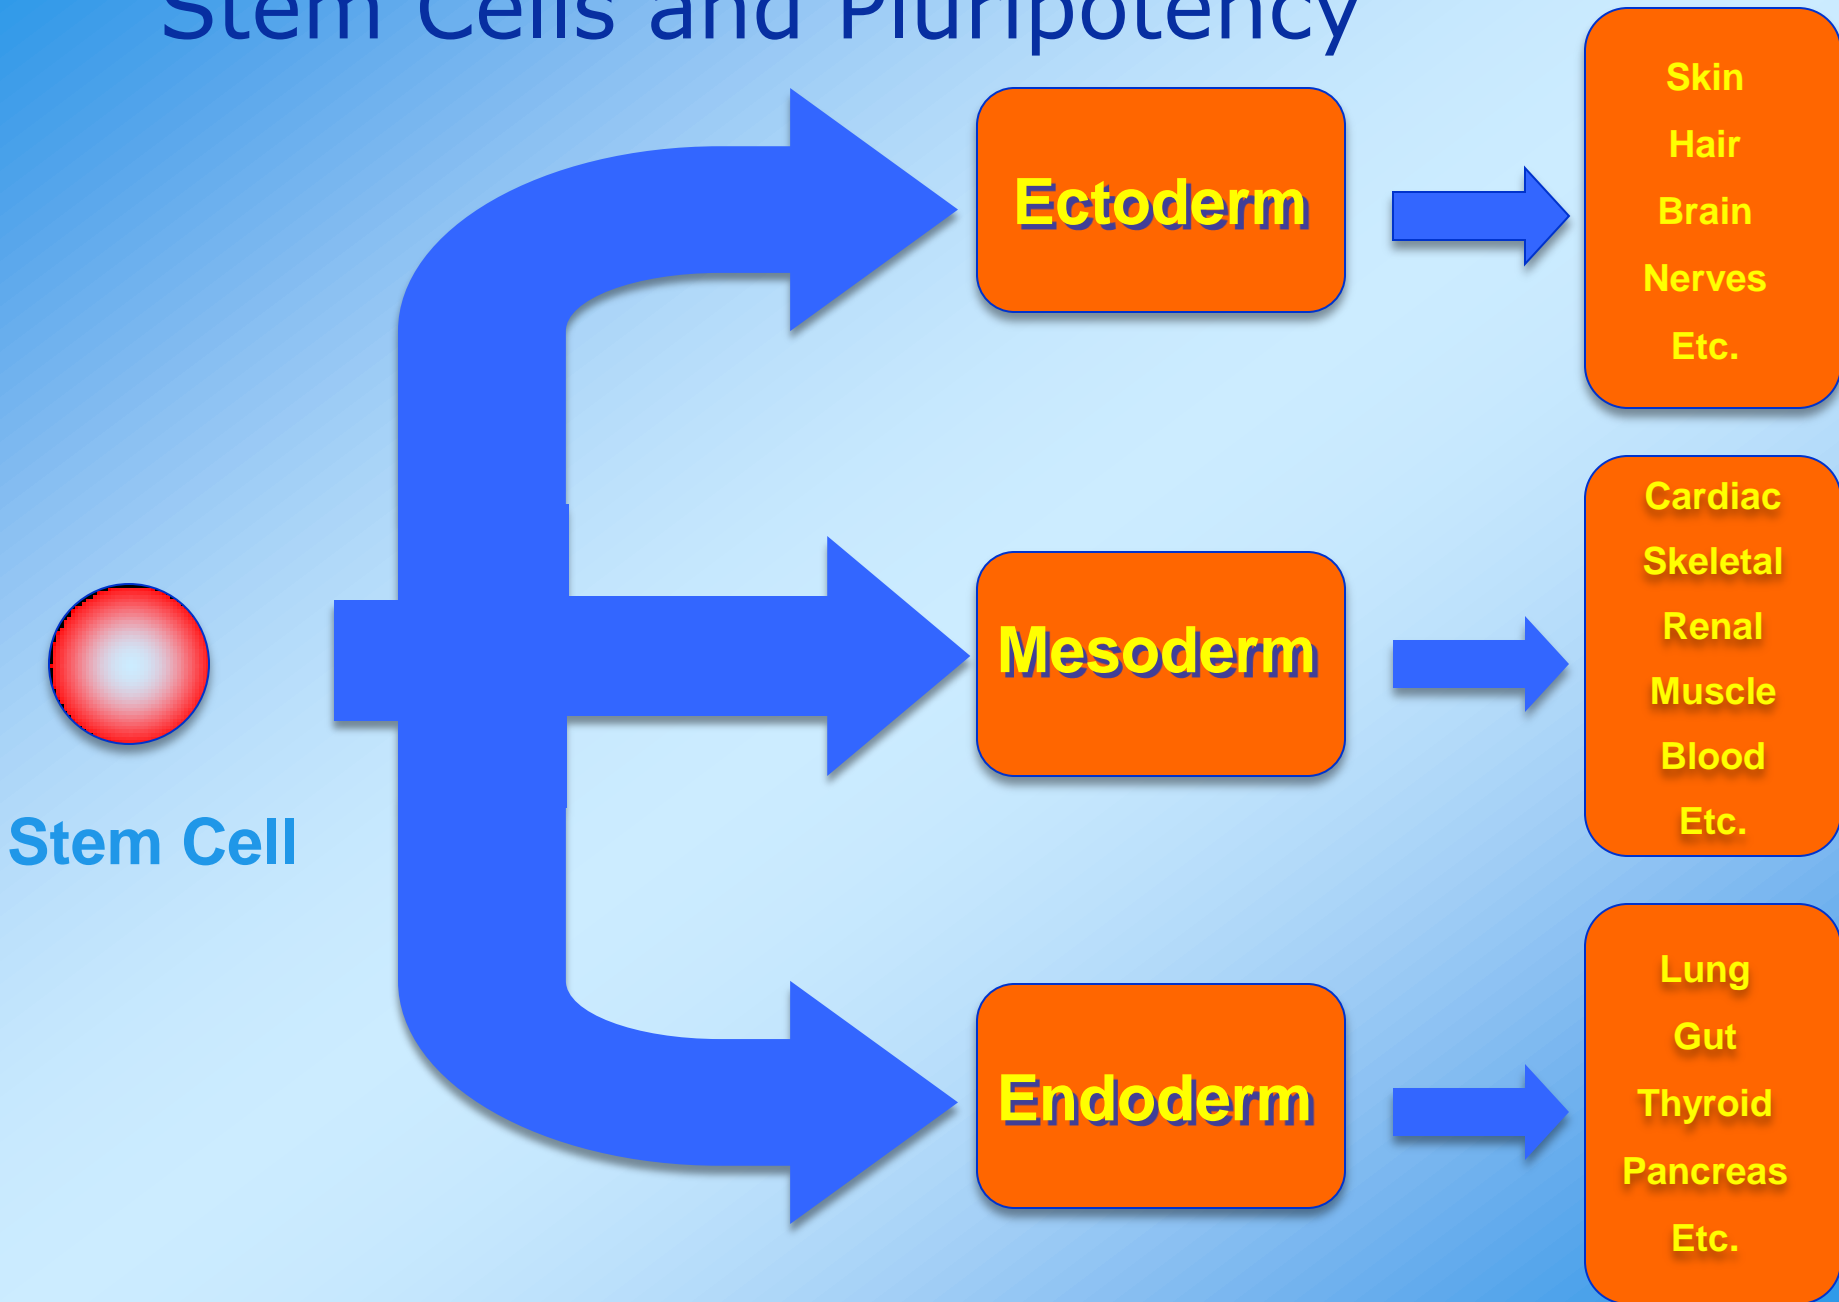 Stem Cells and Pluripotency
Ectoderm
Skin
Hair
Brain
Nerves
Etc.
Stem Cell
Mesoderm
Cardiac
Skeletal
Renal
Muscle
Blood
Etc.
Endoderm
Lung
Gut
Thyroid
Pancreas
Etc.